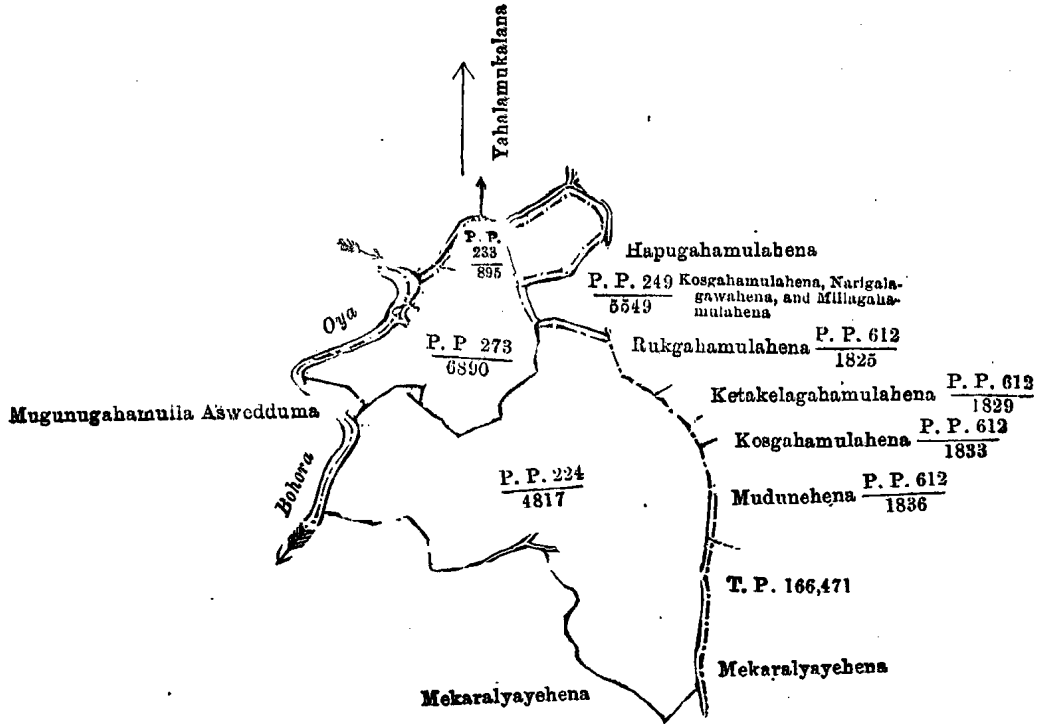 Yahalamukalana
P. P.
233
895
Hapugahamulahena
P. P. 249 Kosgahamulahena, Narigala-
5549 gawahena, and Millagaha-
mulahena
Oya
P. P 273
6890
Rukgahamulahena P. P. 612
1825
Ketakelagahamulahena P. P. 612
1829
Mugunugahamulla Aswedduma
Kosgahamulahena P. P. 612
1833
Bohora
P. P. 224
4817
Mudunehena P. P. 612
1836
T. P. 166,471
Mekaralyayehena
Mekaralyayehena